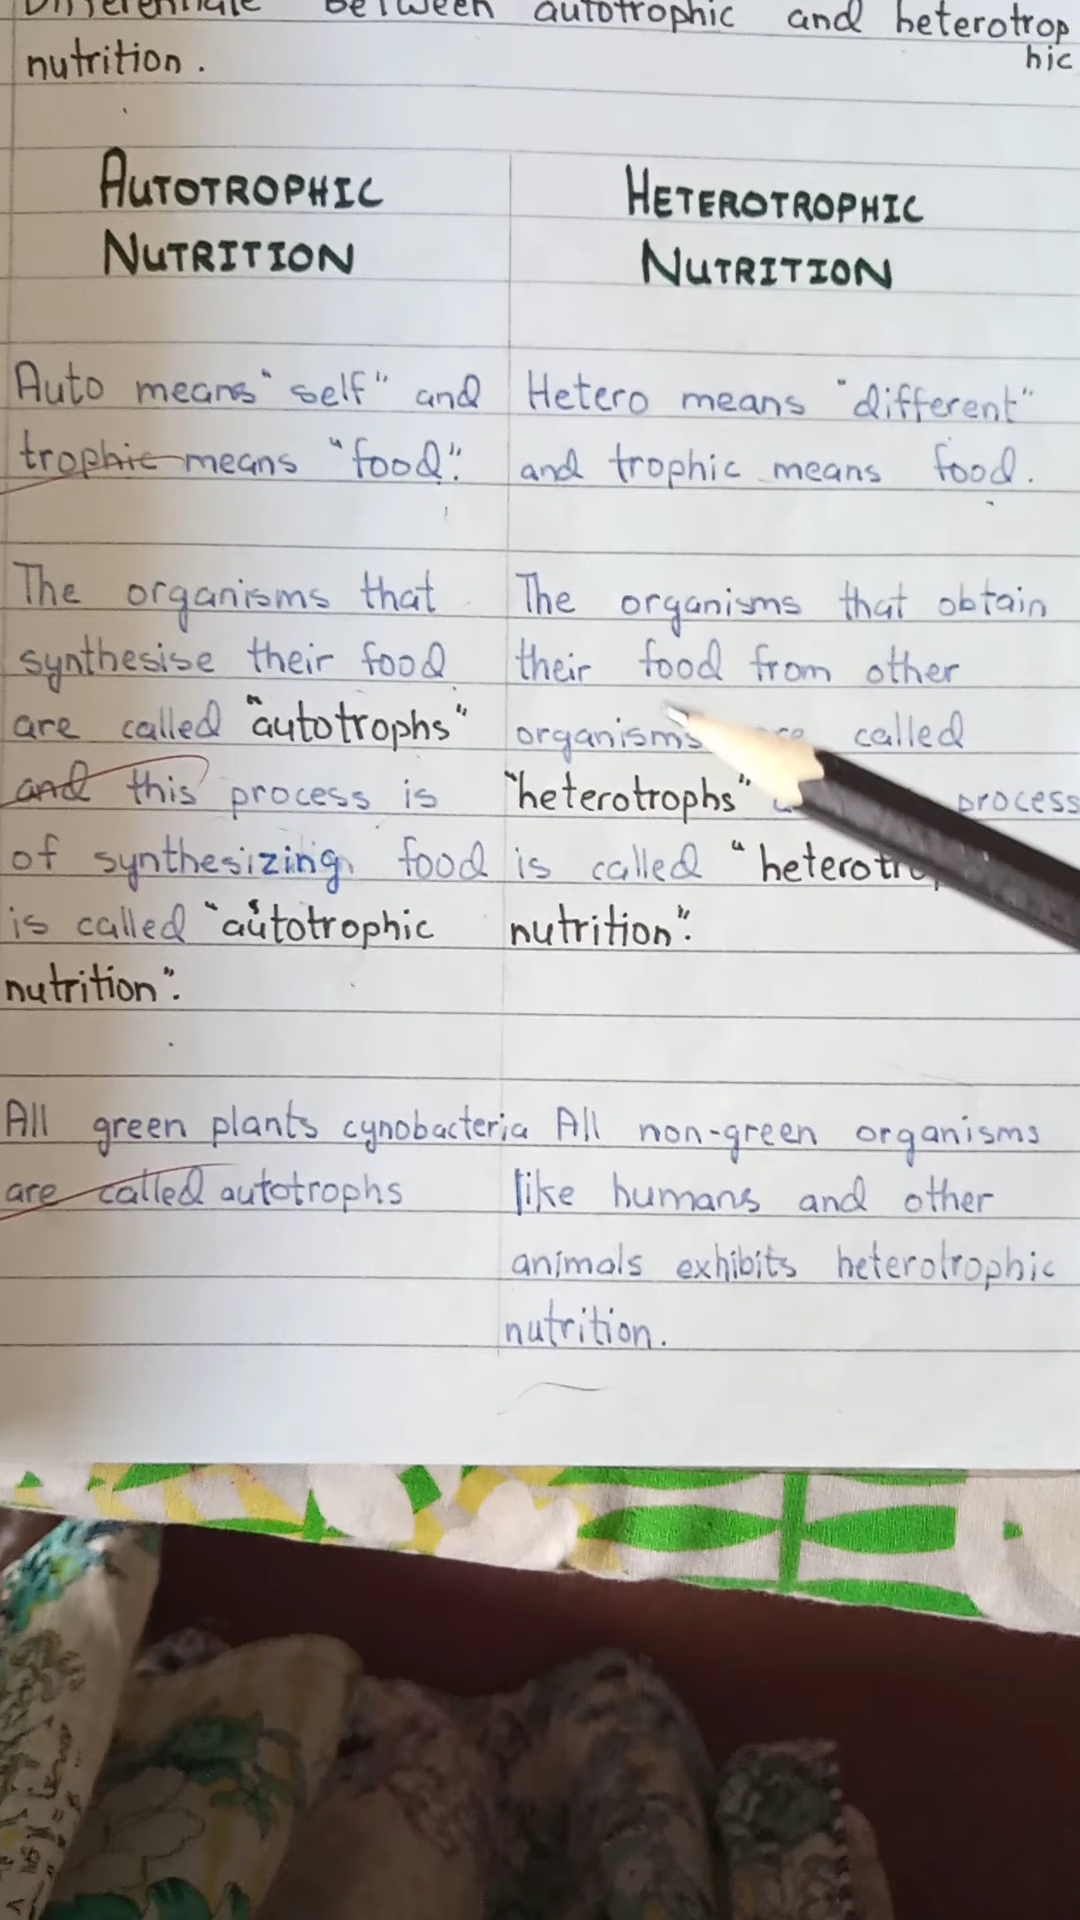 between autotrophic and heterotrop
hic
nutrition.
AUTOTROPHIC
NUTRITION
Auto means "self" and
trophic means "food".
The organisms that
synthesise their food
are called "autotrophs"
and this process is
of synthesizing food
is called "autotrophic
nutrition".
All green plants cynobacteria
are called autotrophs
HETEROTROPHIC
NUTRITION
Hetero means "different"
and trophic means food.
The organisms that obtain
their food from other
organisms called
"heterotrophs" process
is called "heterotro
nutrition".
All non-green organisms
like humans and other
animals exhibits heterotrophic
nutrition.